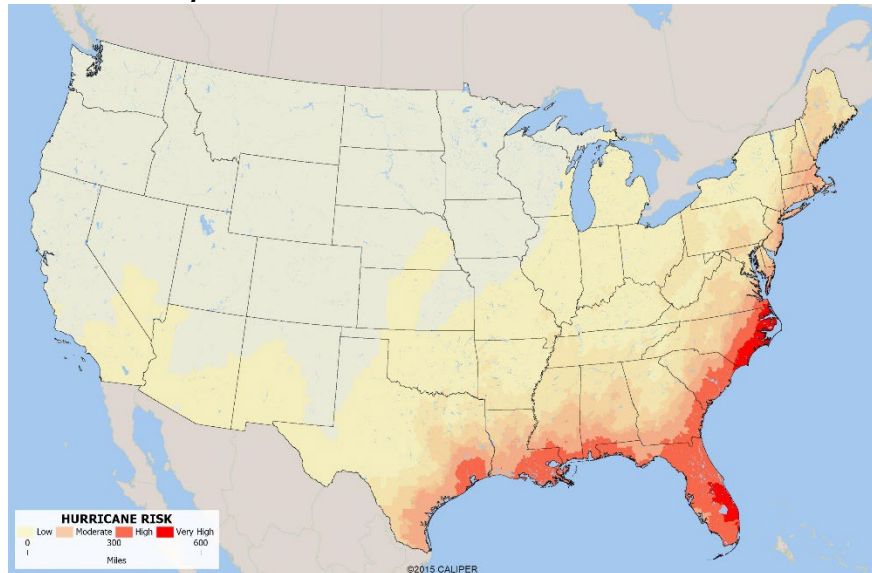 HURRICANE RISK
Low Moderate High Very High
0 300 600
Miles
©2015 CALIPER